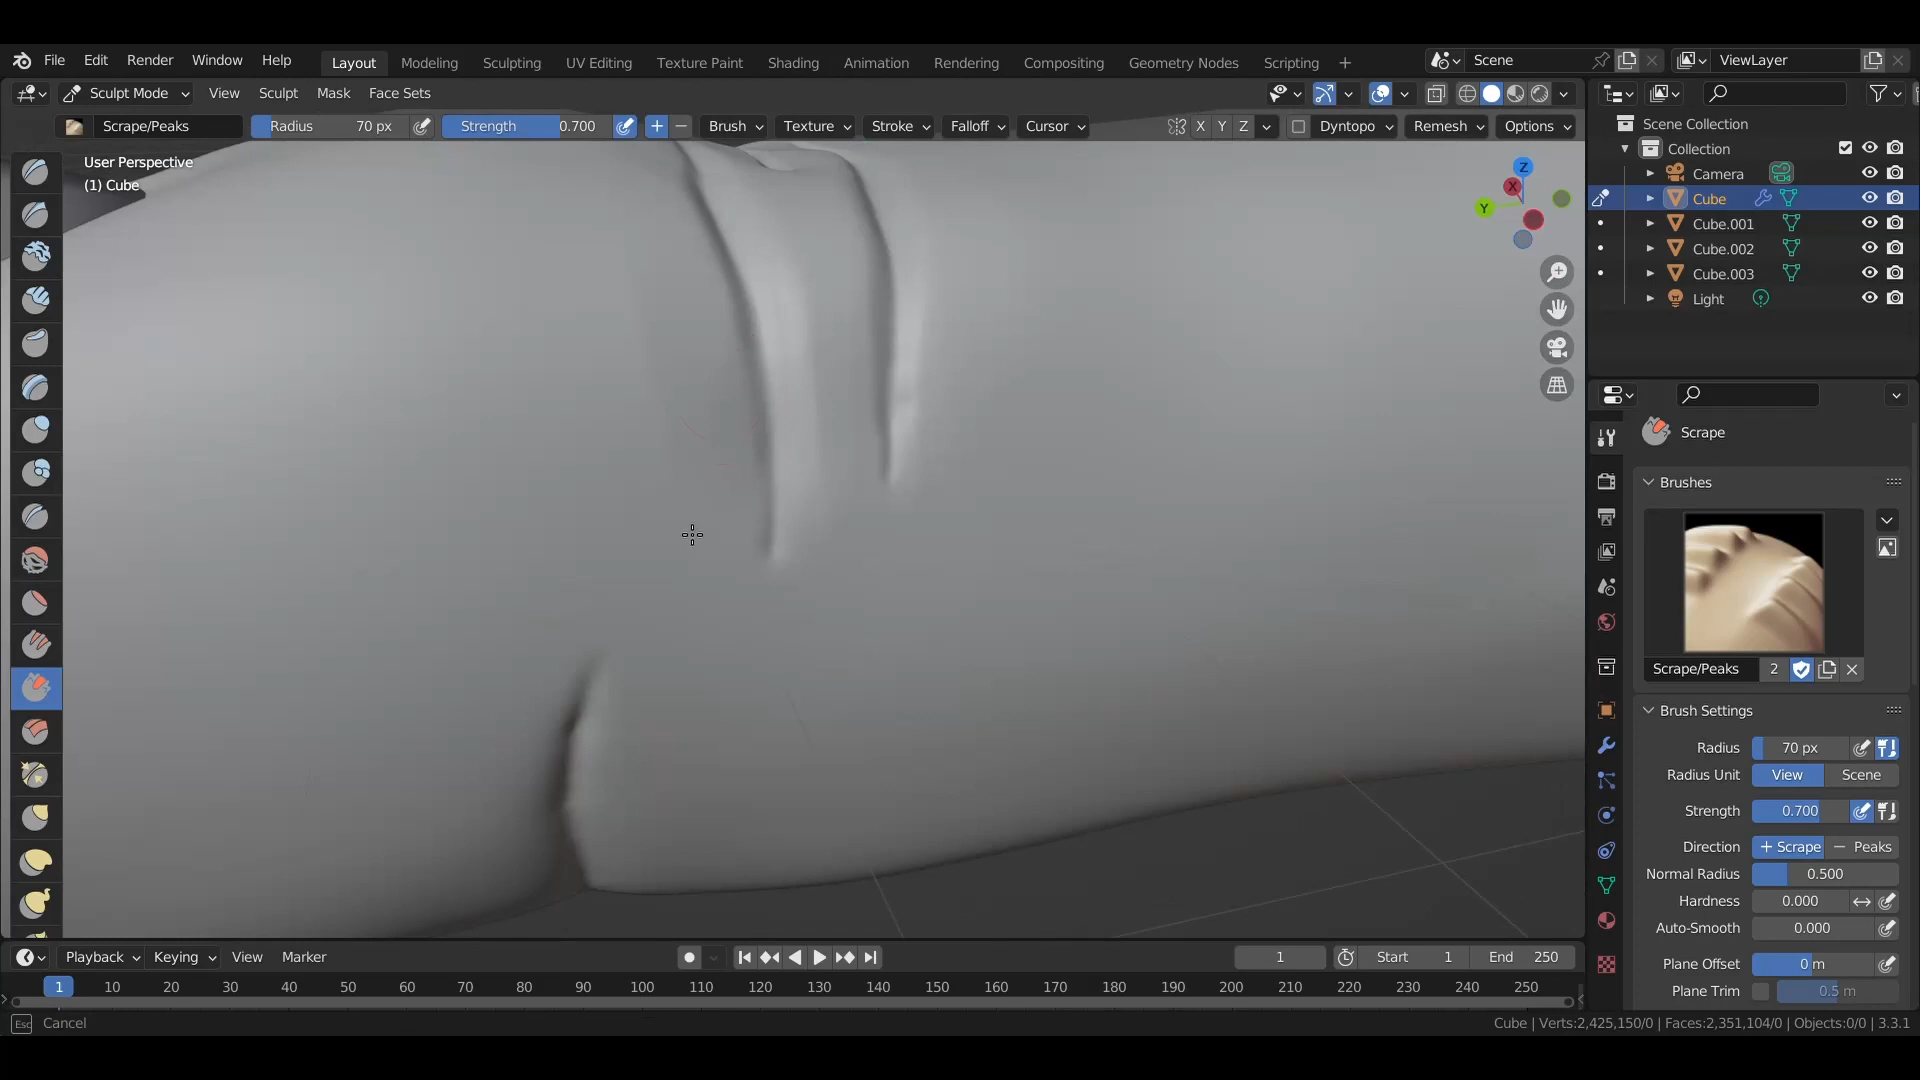 File Edit Render Window Help Layout Modeling Sculpting UV Editing Texture Paint Shading Animation Rendering Compositing Geometry Nodes Scripting + Scene ViewLayer
Sculpt Mode View Sculpt Mask Face Sets
Scrape/Peaks Radius 70 px Strength 0.700 + − Brush Texture Stroke Falloff Cursor X Y Z Dyntopo Remesh Options
User Perspective
(1) Cube
Z
X
Y
Scene Collection
Collection
Camera
Cube
Cube.001
Cube.002
Cube.003
Light
Scrape
Brushes
Scrape/Peaks 2
Brush Settings
Radius 70 px
Radius Unit View Scene
Strength 0.700
Direction + Scrape − Peaks
Normal Radius 0.500
Hardness 0.000
Auto-Smooth 0.000
Plane Offset 0 m
Plane Trim 0.5 m
Playback Keying View Marker 1 Start 1 End 250
1 10 20 30 40 50 60 70 80 90 100 110 120 130 140 150 160 170 180 190 200 210 220 230 240 250
Esc Cancel Cube | Verts:2,425,150/0 | Faces:2,351,104/0 | Objects:0/0 | 3.3.1